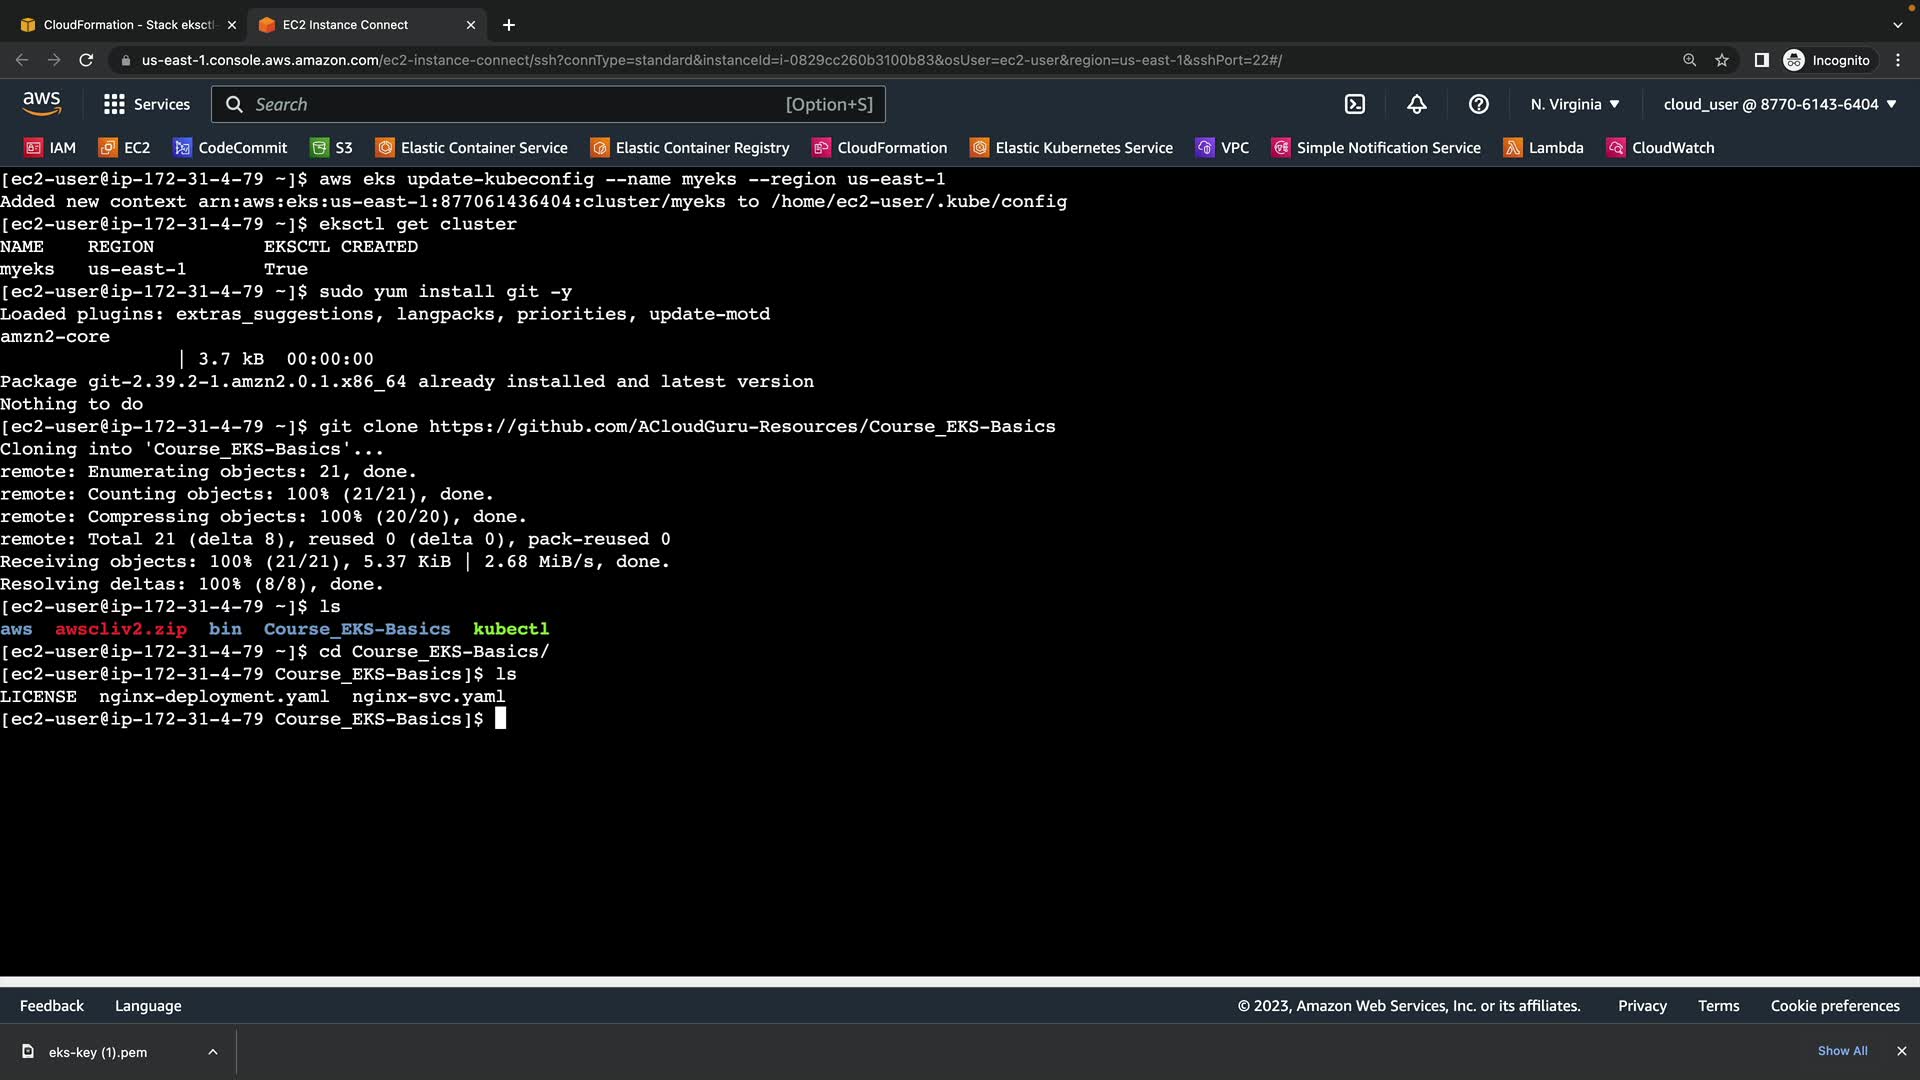 CloudFormation - Stack eksctl-
EC2 Instance Connect
us-east-1.console.aws.amazon.com/ec2-instance-connect/ssh?connType=standard&instanceId=i-0829cc260b3100b83&osUser=ec2-user&region=us-east-1&sshPort=22#/
Incognito
aws Services Search [Option+S] N. Virginia cloud_user @ 8770-6143-6404
IAM EC2 CodeCommit S3 Elastic Container Service Elastic Container Registry CloudFormation Elastic Kubernetes Service VPC Simple Notification Service Lambda CloudWatch
[ec2-user@ip-172-31-4-79 ~]$ aws eks update-kubeconfig --name myeks --region us-east-1
Added new context arn:aws:eks:us-east-1:877061436404:cluster/myeks to /home/ec2-user/.kube/config
[ec2-user@ip-172-31-4-79 ~]$ eksctl get cluster
NAME    REGION          EKSCTL CREATED
myeks   us-east-1       True
[ec2-user@ip-172-31-4-79 ~]$ sudo yum install git -y
Loaded plugins: extras_suggestions, langpacks, priorities, update-motd
amzn2-core
| 3.7 kB  00:00:00
Package git-2.39.2-1.amzn2.0.1.x86_64 already installed and latest version
Nothing to do
[ec2-user@ip-172-31-4-79 ~]$ git clone https://github.com/ACloudGuru-Resources/Course_EKS-Basics
Cloning into 'Course_EKS-Basics'...
remote: Enumerating objects: 21, done.
remote: Counting objects: 100% (21/21), done.
remote: Compressing objects: 100% (20/20), done.
remote: Total 21 (delta 8), reused 0 (delta 0), pack-reused 0
Receiving objects: 100% (21/21), 5.37 KiB | 2.68 MiB/s, done.
Resolving deltas: 100% (8/8), done.
[ec2-user@ip-172-31-4-79 ~]$ ls
aws  awscliv2.zip  bin  Course_EKS-Basics  kubectl
[ec2-user@ip-172-31-4-79 ~]$ cd Course_EKS-Basics/
[ec2-user@ip-172-31-4-79 Course_EKS-Basics]$ ls
LICENSE  nginx-deployment.yaml  nginx-svc.yaml
[ec2-user@ip-172-31-4-79 Course_EKS-Basics]$
Feedback Language © 2023, Amazon Web Services, Inc. or its affiliates. Privacy Terms Cookie preferences
eks-key (1).pem Show All